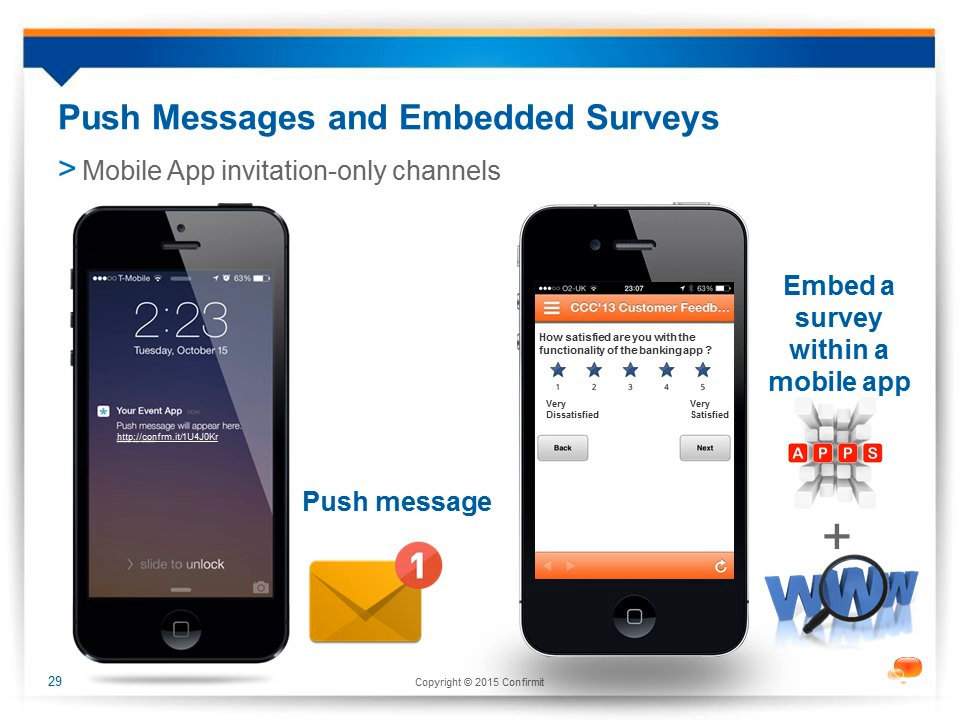 Push Messages and Embedded Surveys
> Mobile App invitation-only channels
T-Mobile 63%
2:23
Tuesday, October 15
Your Event App now
Push message will appear here.
http://confrm.it/1U4J0Kr
> slide to unlock
Push message
1
O2-UK 23:07 63%
CCC'13 Customer Feedb...
How satisfied are you with the
functionality of the banking app ?
1 2 3 4 5
Very Very
Dissatisfied Satisfied
Back Next
Embed a
survey
within a
mobile app
APPS
+
WWW
29
Copyright © 2015 Confirmit